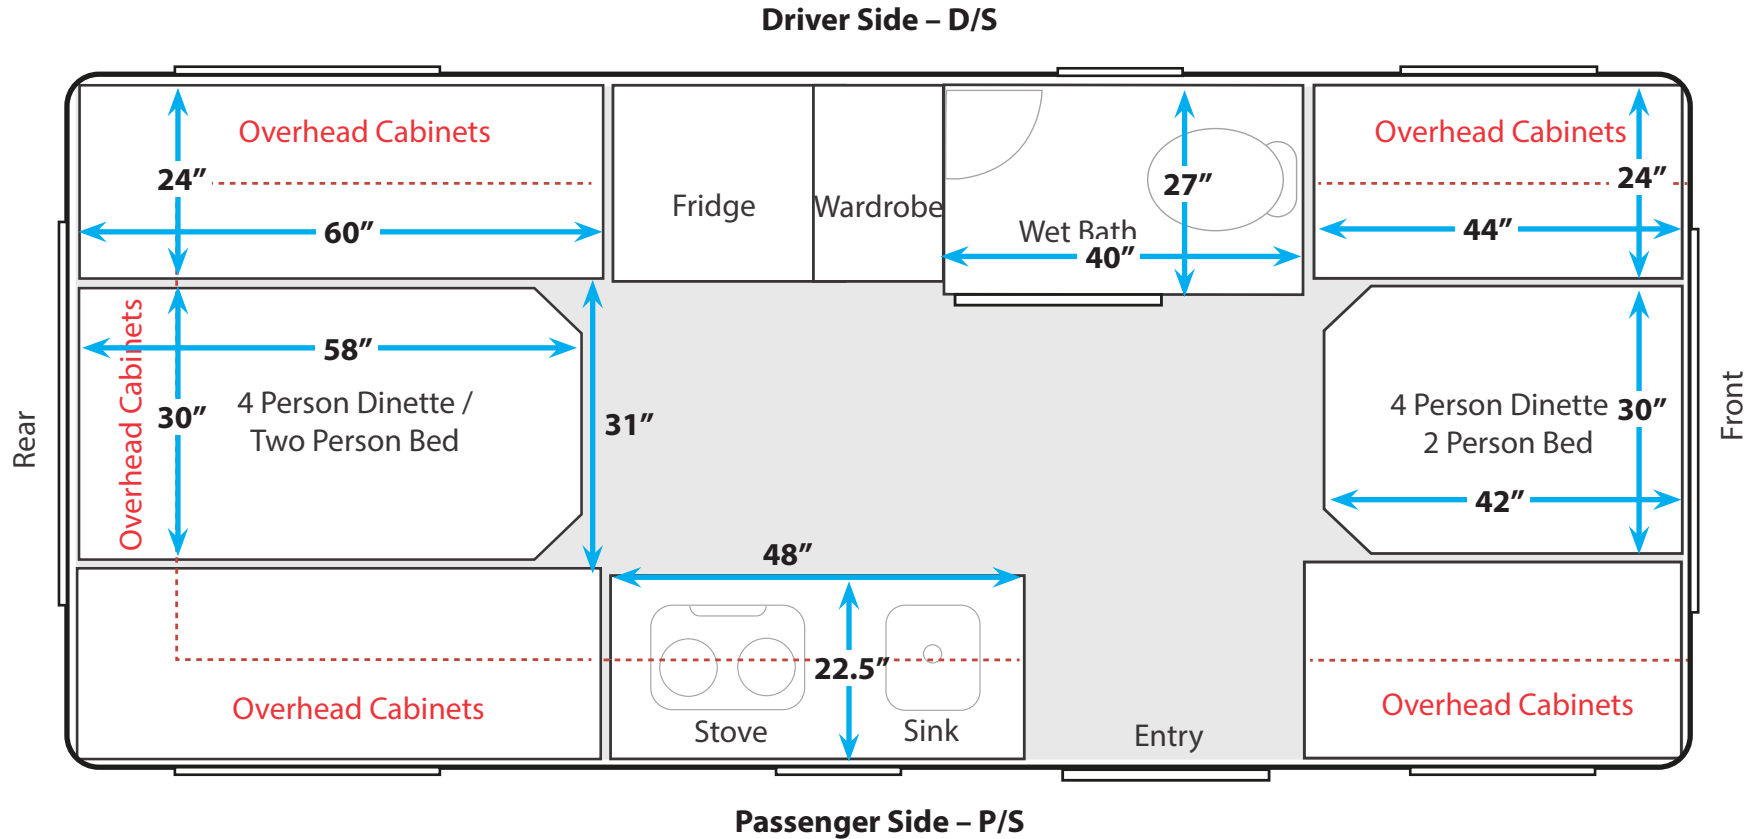 Driver Side – D/S
Overhead Cabinets
24”
60”
Fridge
Wardrobe
Wet Bath
27”
40”
Overhead Cabinets
24”
44”
Rear
Overhead Cabinets
58”
30”
4 Person Dinette /
Two Person Bed
31”
4 Person Dinette
2 Person Bed
30”
42”
Front
48”
22.5”
Stove
Sink
Overhead Cabinets
Entry
Overhead Cabinets
Passenger Side – P/S